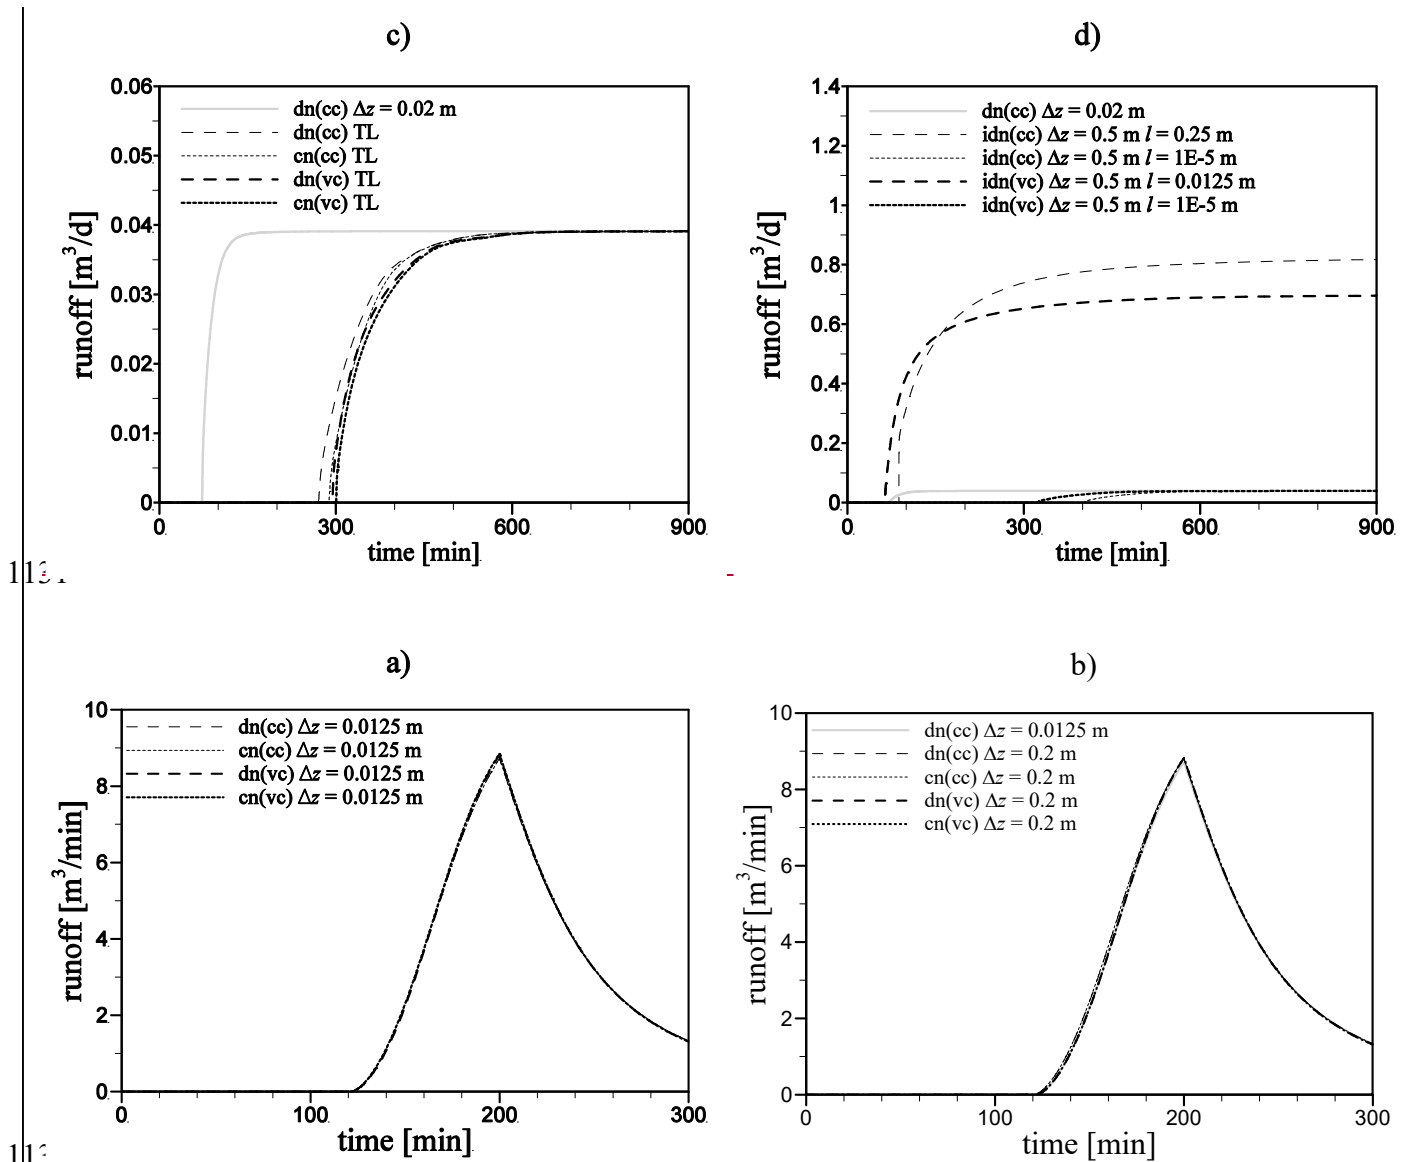 c)
0.06
0.05
0.04
0.03
0.02
0.01
0
runoff [m³/d]
dn(cc) Δz = 0.02 m
dn(cc) TL
cn(cc) TL
dn(vc) TL
cn(vc) TL
0
300
600
900
time [min]
d)
1.4
1.2
1
0.8
0.6
0.4
0.2
0
runoff [m³/d]
dn(cc) Δz = 0.02 m
idn(cc) Δz = 0.5 m l = 0.25 m
idn(cc) Δz = 0.5 m l = 1E-5 m
idn(vc) Δz = 0.5 m l = 0.0125 m
idn(vc) Δz = 0.5 m l = 1E-5 m
0
300
600
900
time [min]
a)
10
8
6
4
2
0
runoff [m³/min]
dn(cc) Δz = 0.0125 m
cn(cc) Δz = 0.0125 m
dn(vc) Δz = 0.0125 m
cn(vc) Δz = 0.0125 m
0
100
200
300
time [min]
b)
10
8
6
4
2
0
runoff [m³/min]
dn(cc) Δz = 0.0125 m
dn(cc) Δz = 0.2 m
cn(cc) Δz = 0.2 m
dn(vc) Δz = 0.2 m
cn(vc) Δz = 0.2 m
0
100
200
300
time [min]